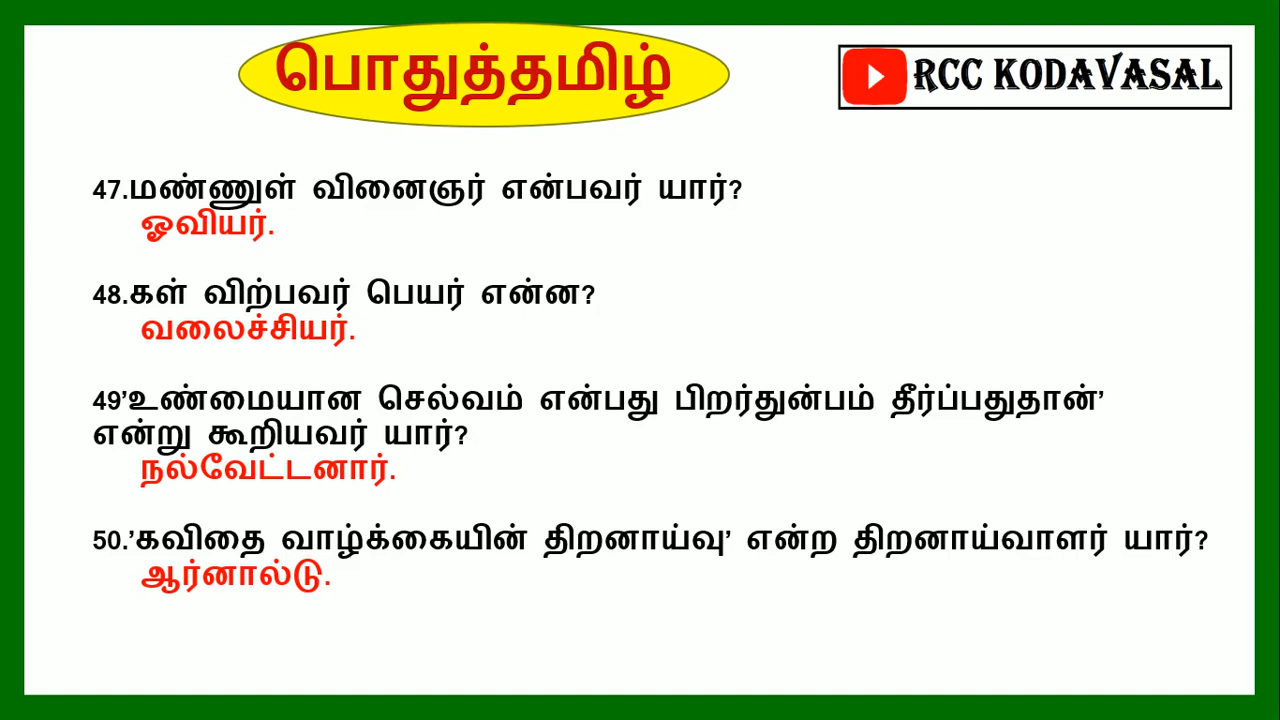 பொதுத்தமிழ்
RCC KODAVASAL
47.மண்ணுள் வினைஞர் என்பவர் யார்?
ஓவியர்.
48.கள் விற்பவர் பெயர் என்ன?
வலைச்சியர்.
49’உண்மையான செல்வம் என்பது பிறர்துன்பம் தீர்ப்பதுதான்’
என்று கூறியவர் யார்?
நல்வேட்டனார்.
50.’கவிதை வாழ்க்கையின் திறனாய்வு’ என்ற திறனாய்வாளர் யார்?
ஆர்னால்டு.